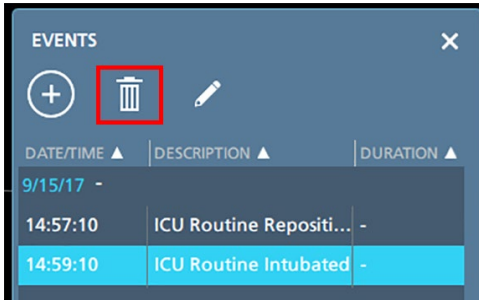 EVENTS
DATE/TIME ▲ DESCRIPTION ▲ DURATION ▲
9/15/17 -
14:57:10 ICU Routine Repositi... -
14:59:10 ICU Routine Intubated -